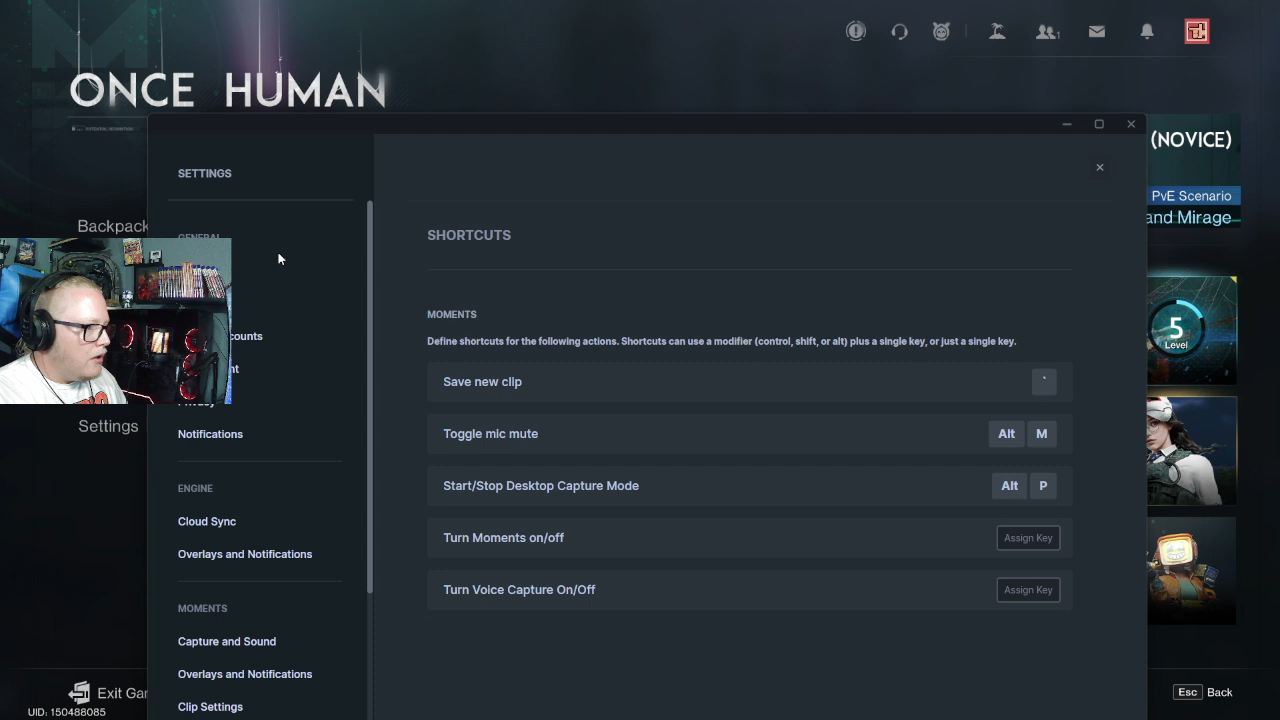 ONCE HUMAN
(NOVICE)
PvE Scenario
and Mirage
5
Level
Backpack
Settings
Exit Gar
UID: 150488085
Esc Back
SETTINGS
GENERAL
counts
nt
Privacy
Notifications
ENGINE
Cloud Sync
Overlays and Notifications
MOMENTS
Capture and Sound
Overlays and Notifications
Clip Settings
SHORTCUTS
MOMENTS
Define shortcuts for the following actions. Shortcuts can use a modifier (control, shift, or alt) plus a single key, or just a single key.
Save new clip `
Toggle mic mute Alt M
Start/Stop Desktop Capture Mode Alt P
Turn Moments on/off Assign Key
Turn Voice Capture On/Off Assign Key